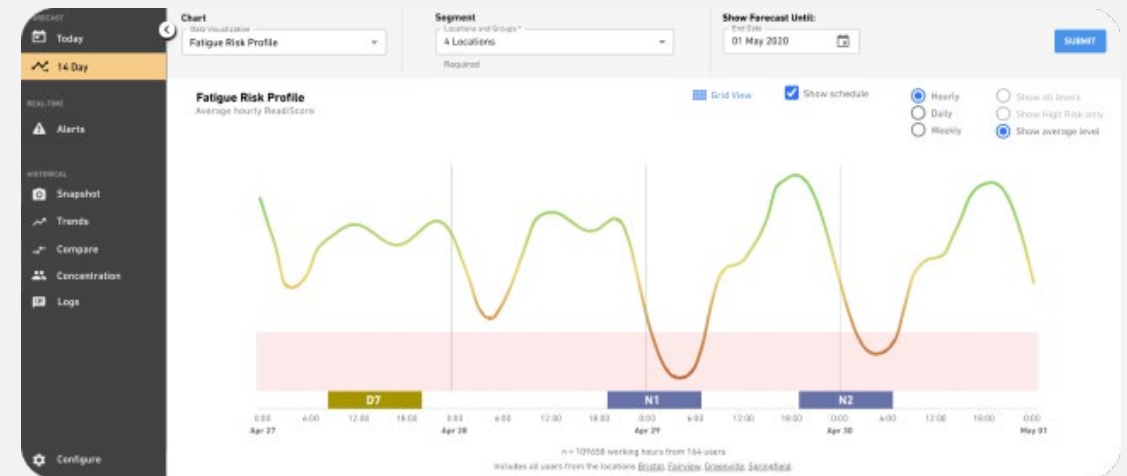 FORECAST
Today
14 Day
REAL-TIME
Alerts
HISTORICAL
Snapshot
Trends
Compare
Concentration
Logs
Configure
Chart
Data Visualization
Fatigue Risk Profile
Segment
Locations and Groups *
4 Locations
Required
Show Forecast Until:
End Date
01 May 2020
SUBMIT
Fatigue Risk Profile
Average hourly ReadiScore
Grid View
Show schedule
Hourly
Daily
Weekly
Show all levels
Show High Risk only
Show average level
D7 N1 N2
0:00 6:00 12:00 18:00 0:00 6:00 12:00 18:00 0:00 6:00 12:00 18:00 0:00 6:00 12:00 18:00 0:00
Apr 27 Apr 28 Apr 29 Apr 30 May 01
n = 109658 working hours from 164 users
Includes all users from the locations Bristol, Fairview, Greenville, Springfield.